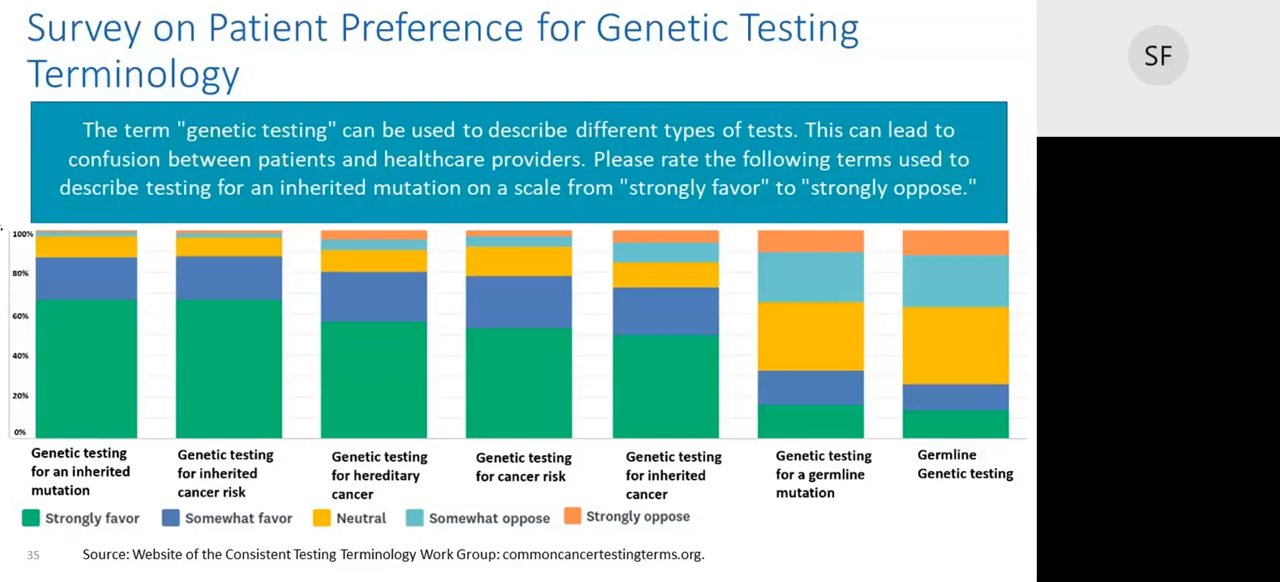 Survey on Patient Preference for Genetic Testing
Terminology
SF
The term "genetic testing" can be used to describe different types of tests. This can lead to
confusion between patients and healthcare providers. Please rate the following terms used to
describe testing for an inherited mutation on a scale from "strongly favor" to "strongly oppose."
100%
80%
60%
40%
20%
0%
Genetic testing
for an inherited
mutation
Genetic testing
for inherited
cancer risk
Genetic testing
for hereditary
cancer
Genetic testing
for cancer risk
Genetic testing
for inherited
cancer
Genetic testing
for a germline
mutation
Germline
Genetic testing
Strongly favor
Somewhat favor
Neutral
Somewhat oppose
Strongly oppose
35
Source: Website of the Consistent Testing Terminology Work Group: commoncancertestingterms.org.